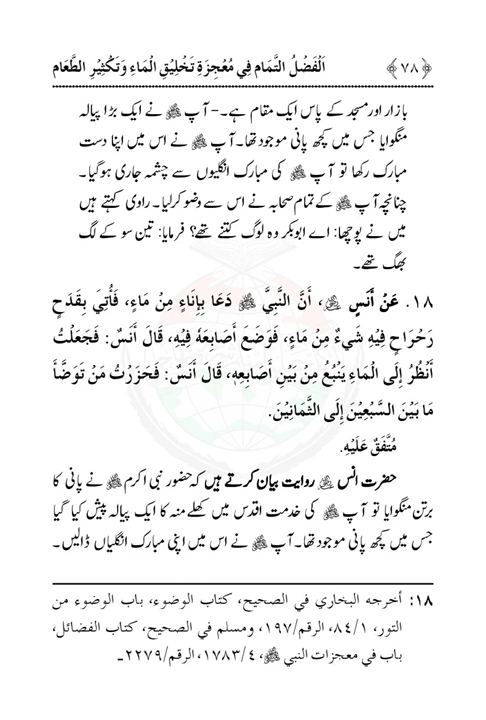 ﴿٧٨﴾ اَلْفَضْلُ التَّمَام فِي مُعْجِزَةِ تَخْلِيْقِ الْمَاءِ وَتَكْثِيْرِ الطَّعَام
بازار اور مسجد کے پاس ایک مقام ہے۔- آپ ﷺ نے ایک بڑا پیالہ
منگوایا جس میں کچھ پانی موجود تھا۔ آپ ﷺ نے اس میں اپنا دست
مبارک رکھا تو آپ ﷺ کی مبارک انگلیوں سے چشمہ جاری ہوگیا۔
چنانچہ آپ ﷺ کے تمام صحابہ نے اس سے وضو کرلیا۔ راوی کہتے ہیں
میں نے پوچھا: اے ابوبکر وہ لوگ کتنے تھے؟ فرمایا: تین سو کے لگ
بھگ تھے۔
١٨. عَنْ أَنَسٍ ﷺ، أَنَّ النَّبِيَّ ﷺ دَعَا بِإِنَاءٍ مِنْ مَاءٍ، فَأُتِيَ بِقَدَحٍ
رَحْرَاحٍ فِيْهِ شَيءٌ مِنْ مَاءٍ، فَوَضَعَ أَصَابِعَهٗ فِيْهِ، قَالَ أَنَسٌ: فَجَعَلْتُ
أَنْظُرُ إِلَى الْمَاءِ يَنْبُعُ مِنْ بَيْنِ أَصَابِعِهٖ، قَالَ أَنَسٌ: فَحَزَرْتُ مَنْ تَوَضَّأَ
مَا بَيْنَ السَّبْعِيْنَ إِلَى الثَّمَانِيْنَ.
مُتَّفَقٌ عَلَيْهِ.
حضرت انس روایت بیان کرتے ہیں کہ حضور نبی اکرم ﷺ نے پانی کا
برتن منگوایا تو آپ ﷺ کی خدمت اقدس میں کھلے منہ کا ایک پیالہ پیش کیا گیا
جس میں کچھ پانی موجود تھا۔ آپ ﷺ نے اس میں اپنی مبارک انگلیاں ڈالیں۔
١٨: أخرجه البخاري في الصحيح، كتاب الوضوء، باب الوضوء من
التور، ١/٨٤، الرقم/١٩٧، ومسلم في الصحيح، كتاب الفضائل،
باب في معجزات النبي ﷺ، ٤/١٧٨٣، الرقم/٢٢٧٩۔